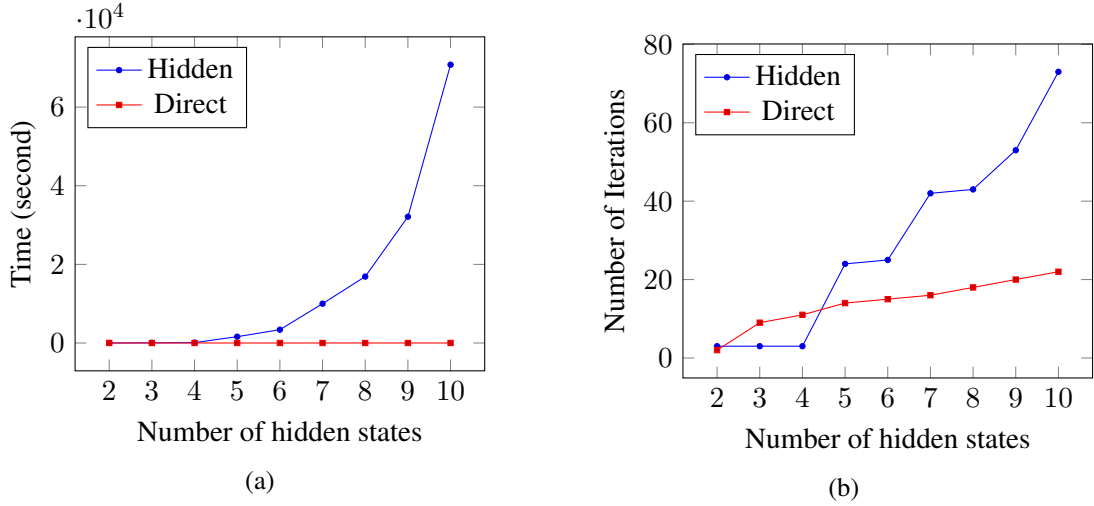 ·10⁴
Hidden
Direct
6
4
2
0
Time (second)
2 3 4 5 6 7 8 9 10
Number of hidden states
(a)
80
60
40
20
0
Number of Iterations
Hidden
Direct
2 3 4 5 6 7 8 9 10
Number of hidden states
(b)